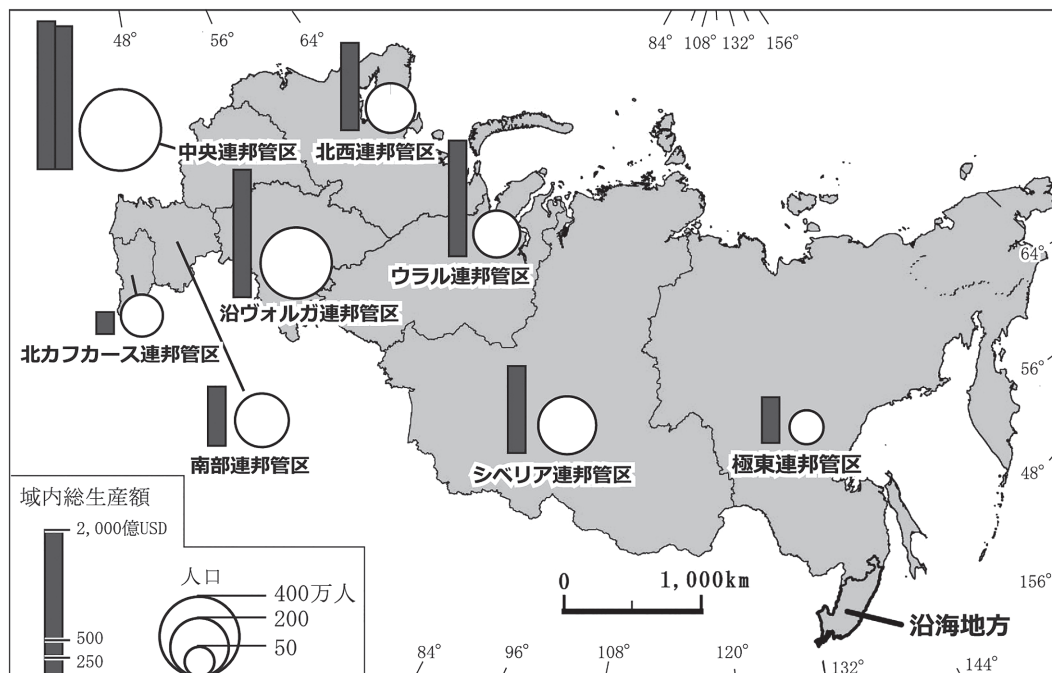 48°
56°
64°
84°
108°
132°
156°
中央連邦管区
北西連邦管区
ウラル連邦管区
64°
沿ヴォルガ連邦管区
北カフカース連邦管区
56°
南部連邦管区
シベリア連邦管区
極東連邦管区
48°
域内総生産額
2,000億USD
500
250
人口
400万人
200
50
0
1,000km
156°
沿海地方
84°
96°
108°
120°
132°
144°